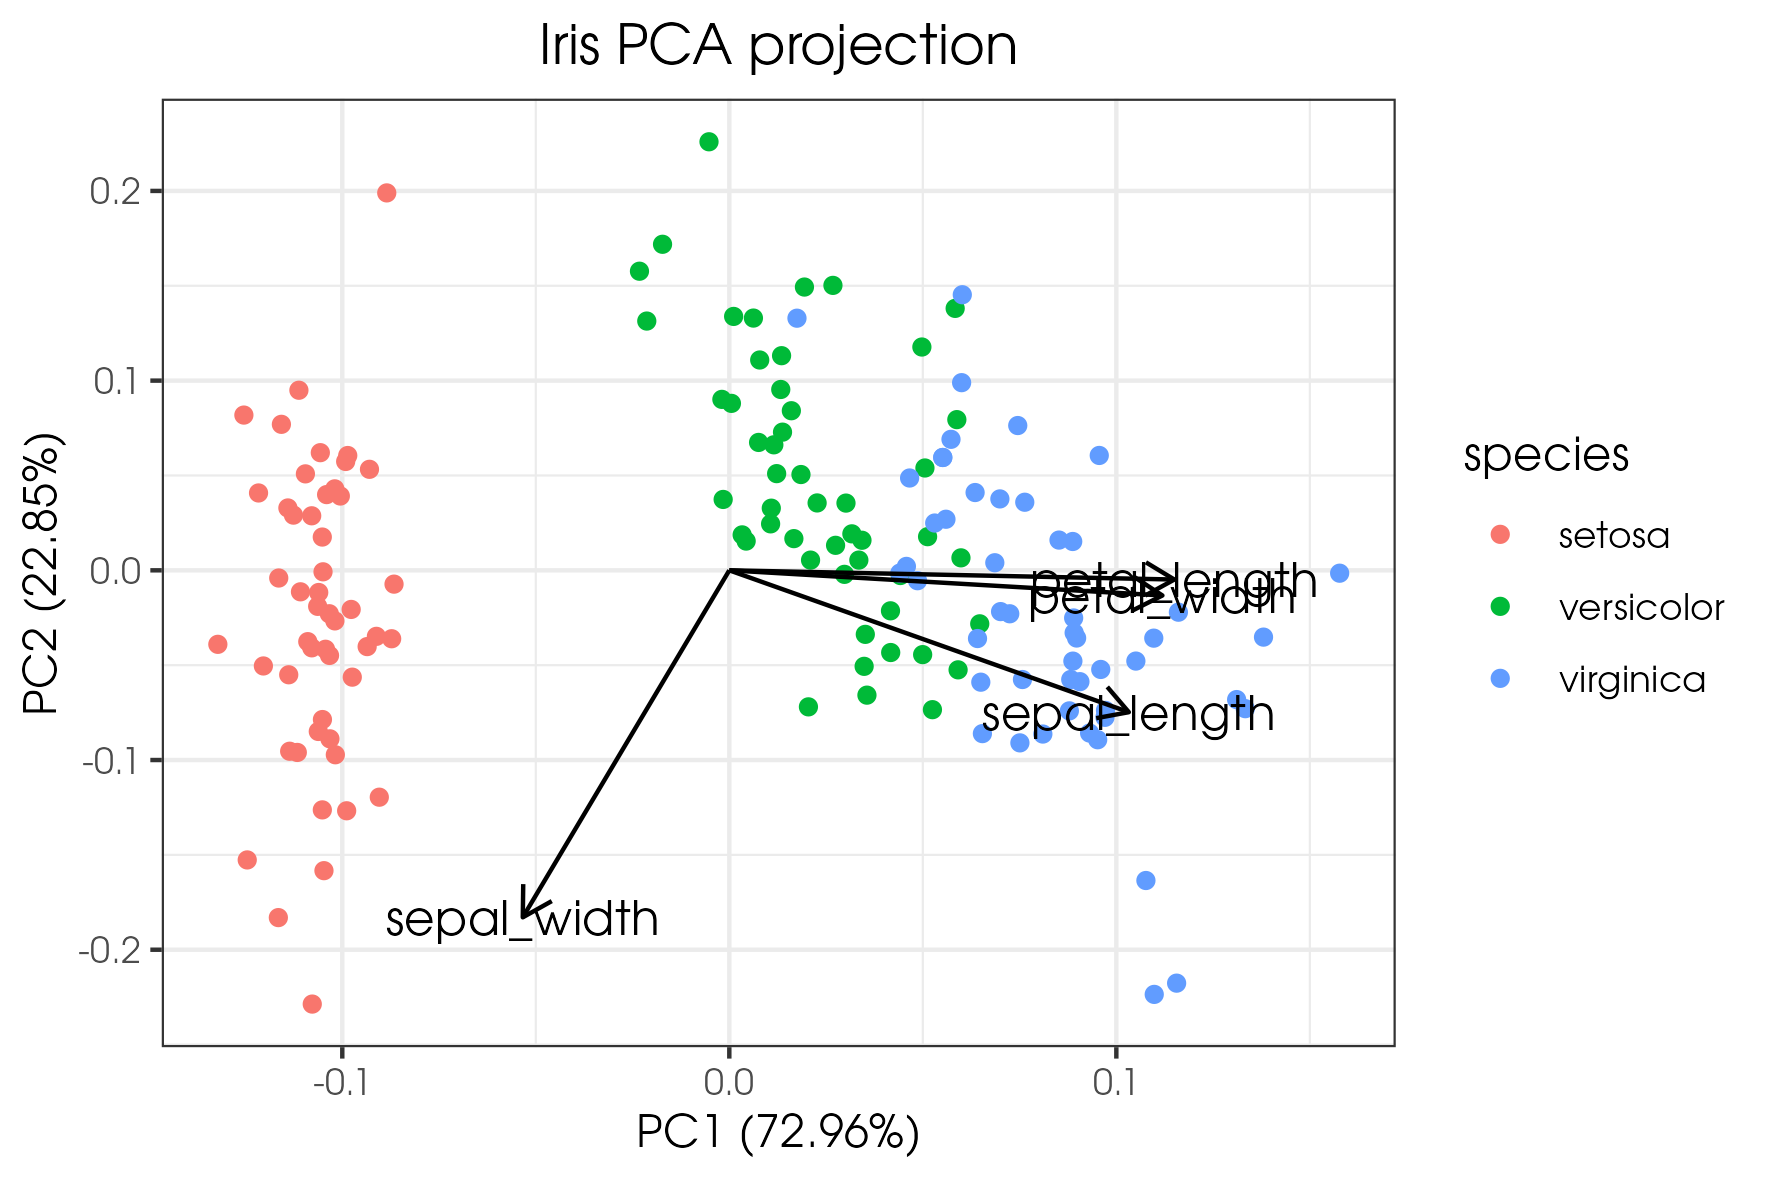 Iris PCA projection
PC2 (22.85%)
0.2
0.1
0.0
-0.1
-0.2
petal_length
petal_width
sepal_length
sepal_width
-0.1
0.0
0.1
PC1 (72.96%)
species
setosa
versicolor
virginica